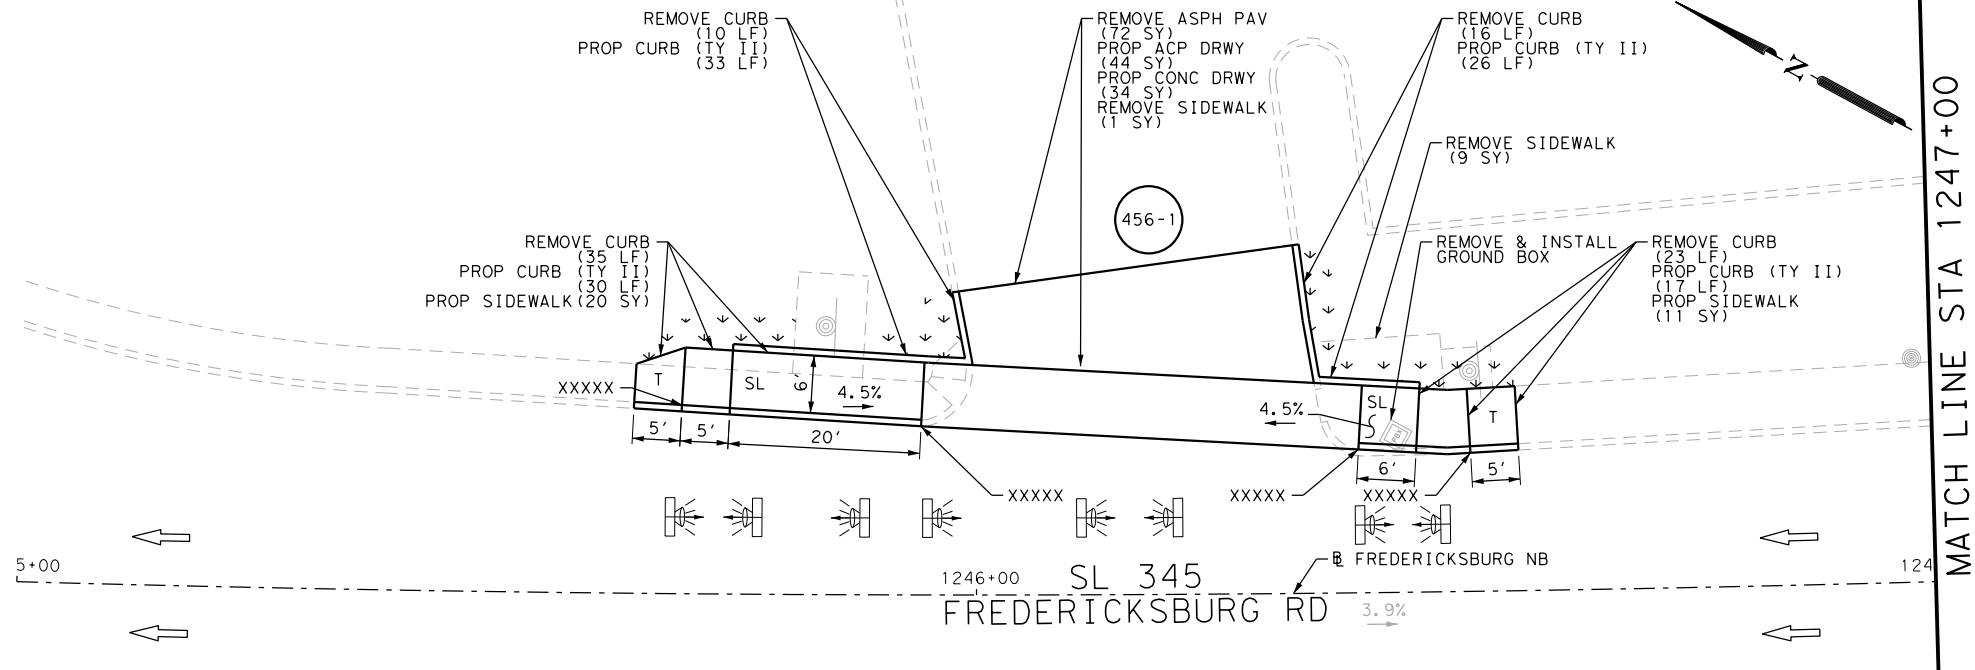 REMOVE CURB
(10 LF)
PROP CURB (TY II)
(33 LF)
REMOVE ASPH PAV
(72 SY)
PROP ACP DRWY
(44 SY)
PROP CONC DRWY
(34 SY)
REMOVE SIDEWALK
(1 SY)
REMOVE CURB
(16 LF)
PROP CURB (TY II)
(26 LF)
N
REMOVE SIDEWALK
(9 SY)
456-1
REMOVE CURB
(35 LF)
PROP CURB (TY II)
(30 LF)
PROP SIDEWALK(20 SY)
REMOVE & INSTALL
GROUND BOX
REMOVE CURB
(23 LF)
PROP CURB (TY II)
(17 LF)
PROP SIDEWALK
(11 SY)
MATCH LINE STA 1247+00
XXXXX
T
SL
6'
4.5%
4.5%
SL
T
5'
5'
20'
6'
5'
XXXXX
XXXXX
XXXXX
BL FREDERICKSBURG NB
5+00
1246+00
SL 345
124
FREDERICKSBURG RD
3.9%